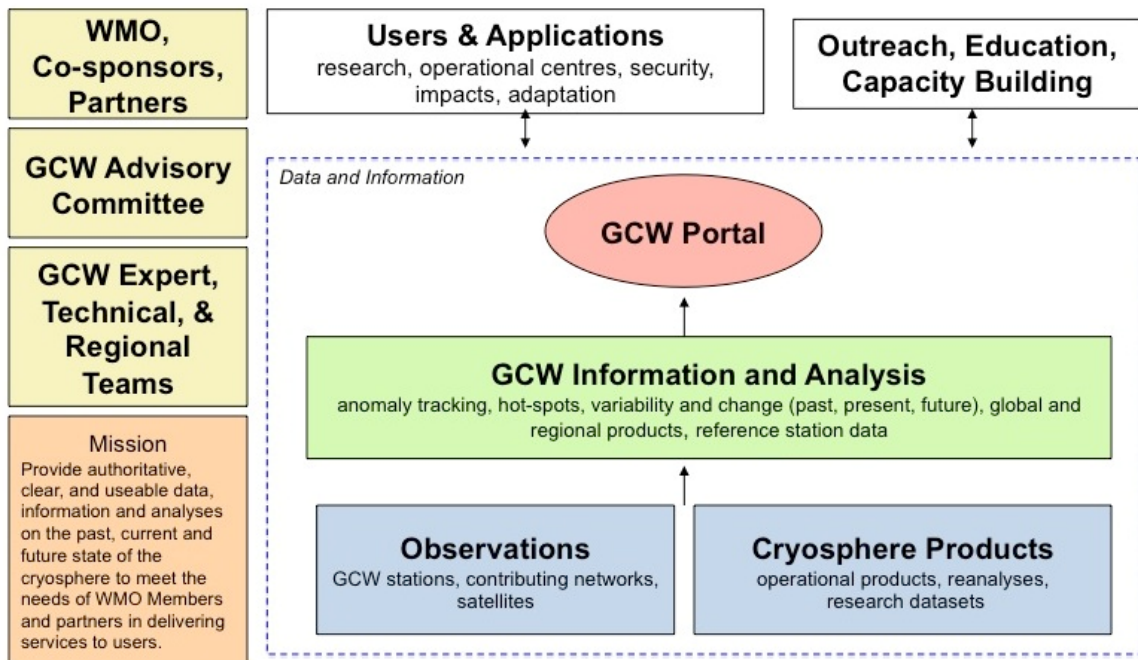 WMO,
Co-sponsors,
Partners
GCW Advisory
Committee
GCW Expert,
Technical, &
Regional
Teams
Mission
Provide authoritative,
clear, and useable data,
information and analyses
on the past, current and
future state of the
cryosphere to meet the
needs of WMO Members
and partners in delivering
services to users.
Users & Applications
research, operational centres, security,
impacts, adaptation
Outreach, Education,
Capacity Building
Data and Information
GCW Portal
GCW Information and Analysis
anomaly tracking, hot-spots, variability and change (past, present, future), global and
regional products, reference station data
Observations
GCW stations, contributing networks,
satellites
Cryosphere Products
operational products, reanalyses,
research datasets